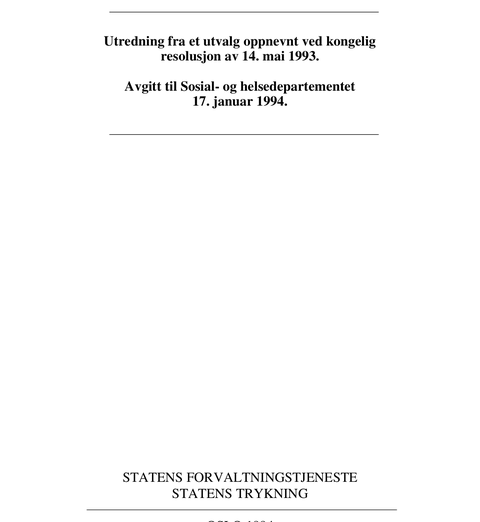 Utredning fra et utvalg oppnevnt ved kongelig
resolusjon av 14. mai 1993.
Avgitt til Sosial- og helsedepartementet
17. januar 1994.
STATENS FORVALTNINGSTJENESTE
STATENS TRYKNING